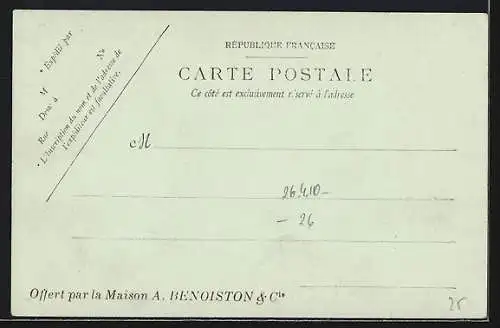 RÉPUBLIQUE FRANÇAISE
CARTE POSTALE
Ce côté est exclusivement réservé à l'adresse
* Expédié par
M
Dem! à
Rue N°
* L'inscription du nom et de l'adresse de
l'expéditeur est facultative.
M
26410-
- 26
Offert par la Maison A. BENOISTON & Cie
25